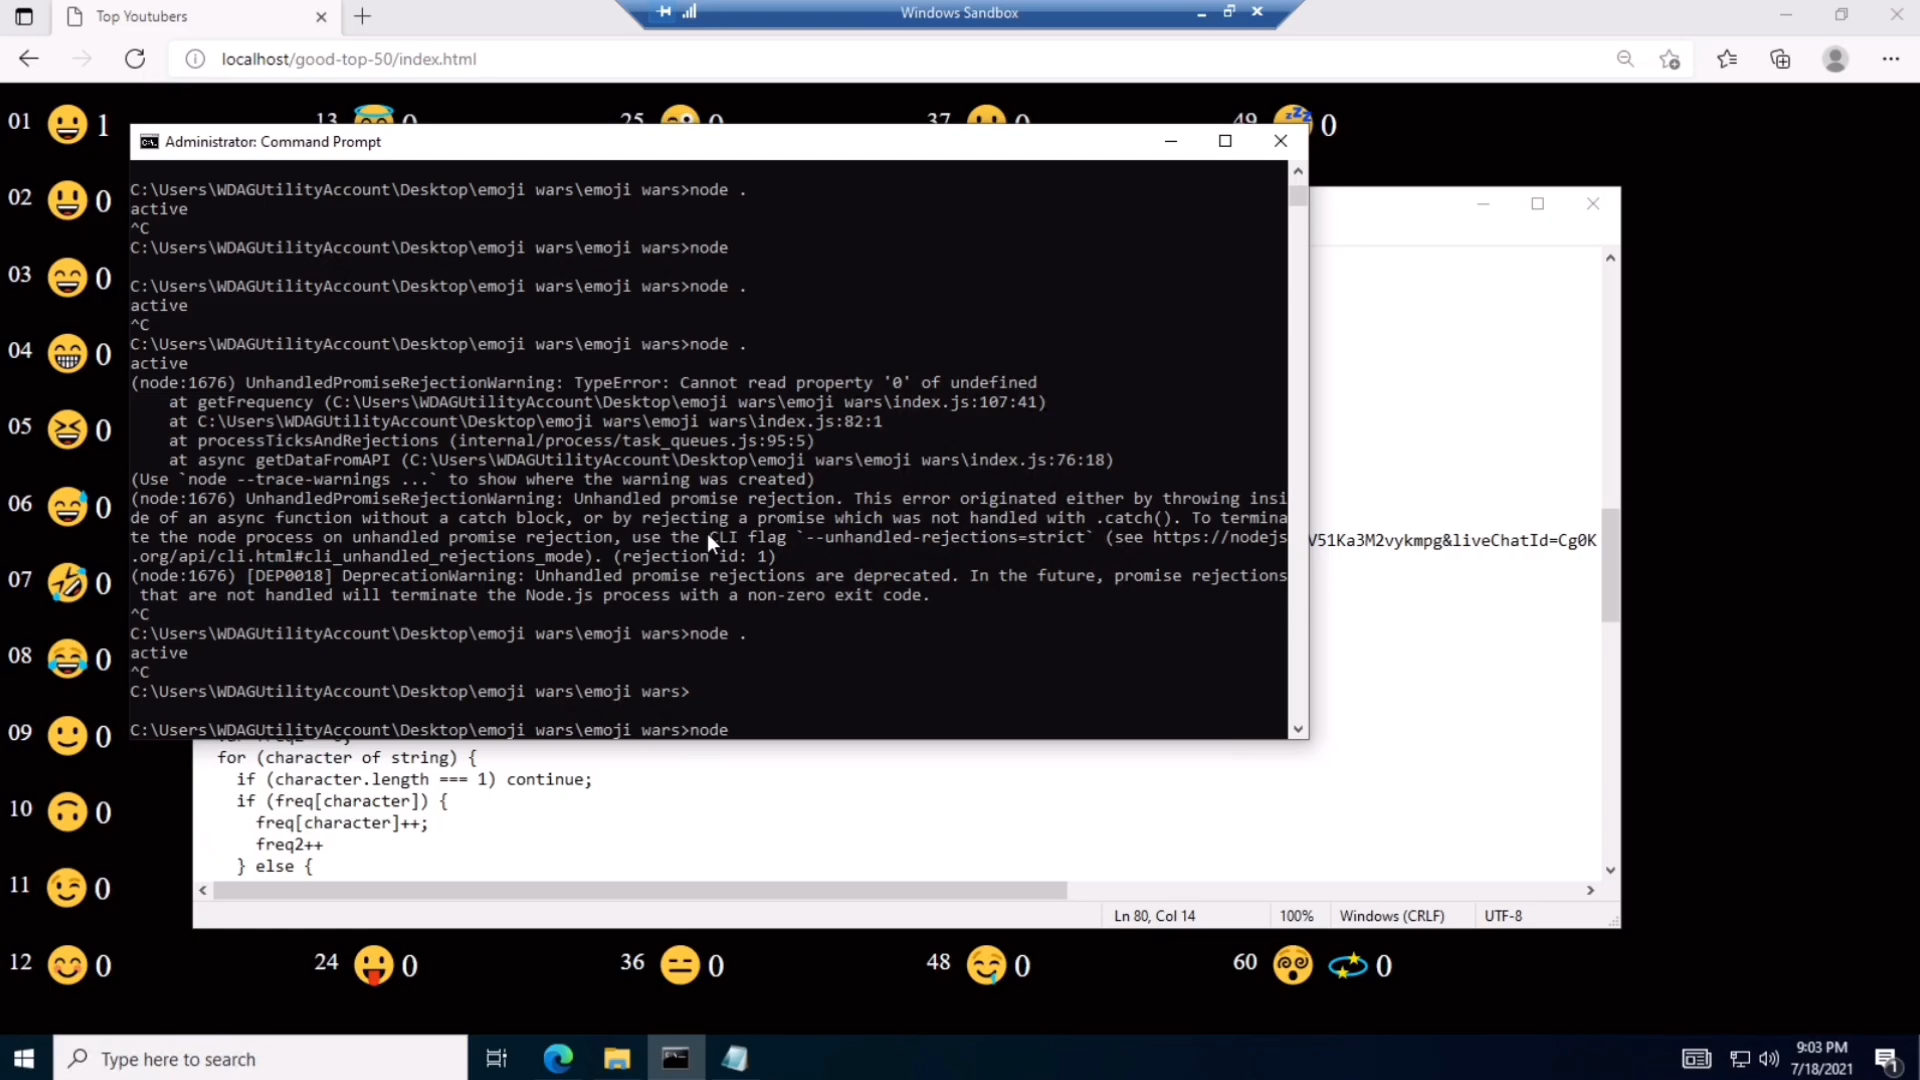 Top Youtubers
Windows Sandbox
localhost/good-top-50/index.html
01 1
13 0
25 0
37 0
49 0
Administrator: Command Prompt
C:\Users\WDAGUtilityAccount\Desktop\emoji wars\emoji wars>node .
active
^C
C:\Users\WDAGUtilityAccount\Desktop\emoji wars\emoji wars>node
C:\Users\WDAGUtilityAccount\Desktop\emoji wars\emoji wars>node .
active
^C
C:\Users\WDAGUtilityAccount\Desktop\emoji wars\emoji wars>node .
active
(node:1676) UnhandledPromiseRejectionWarning: TypeError: Cannot read property '0' of undefined
at getFrequency (C:\Users\WDAGUtilityAccount\Desktop\emoji wars\emoji wars\index.js:107:41)
at C:\Users\WDAGUtilityAccount\Desktop\emoji wars\emoji wars\index.js:82:1
at processTicksAndRejections (internal/process/task_queues.js:95:5)
at async getDataFromAPI (C:\Users\WDAGUtilityAccount\Desktop\emoji wars\emoji wars\index.js:76:18)
(Use `node --trace-warnings ...` to show where the warning was created)
(node:1676) UnhandledPromiseRejectionWarning: Unhandled promise rejection. This error originated either by throwing insi
de of an async function without a catch block, or by rejecting a promise which was not handled with .catch(). To termina
te the node process on unhandled promise rejection, use the CLI flag `--unhandled-rejections=strict` (see https://nodejs
.org/api/cli.html#cli_unhandled_rejections_mode). (rejection id: 1)
(node:1676) [DEP0018] DeprecationWarning: Unhandled promise rejections are deprecated. In the future, promise rejections
that are not handled will terminate the Node.js process with a non-zero exit code.
^C
C:\Users\WDAGUtilityAccount\Desktop\emoji wars\emoji wars>node .
active
^C
C:\Users\WDAGUtilityAccount\Desktop\emoji wars\emoji wars>
C:\Users\WDAGUtilityAccount\Desktop\emoji wars\emoji wars>node
V51Ka3M2vykmpg&liveChatId=Cg0K
02 0
03 0
04 0
05 0
06 0
07 0
08 0
09 0
10 0
11 0
for (character of string) {
if (character.length === 1) continue;
if (freq[character]) {
freq[character]++;
freq2++
} else {
Ln 80, Col 14
100%
Windows (CRLF)
UTF-8
12 0
24 0
36 0
48 0
60 0
Type here to search
9:03 PM
7/18/2021
1